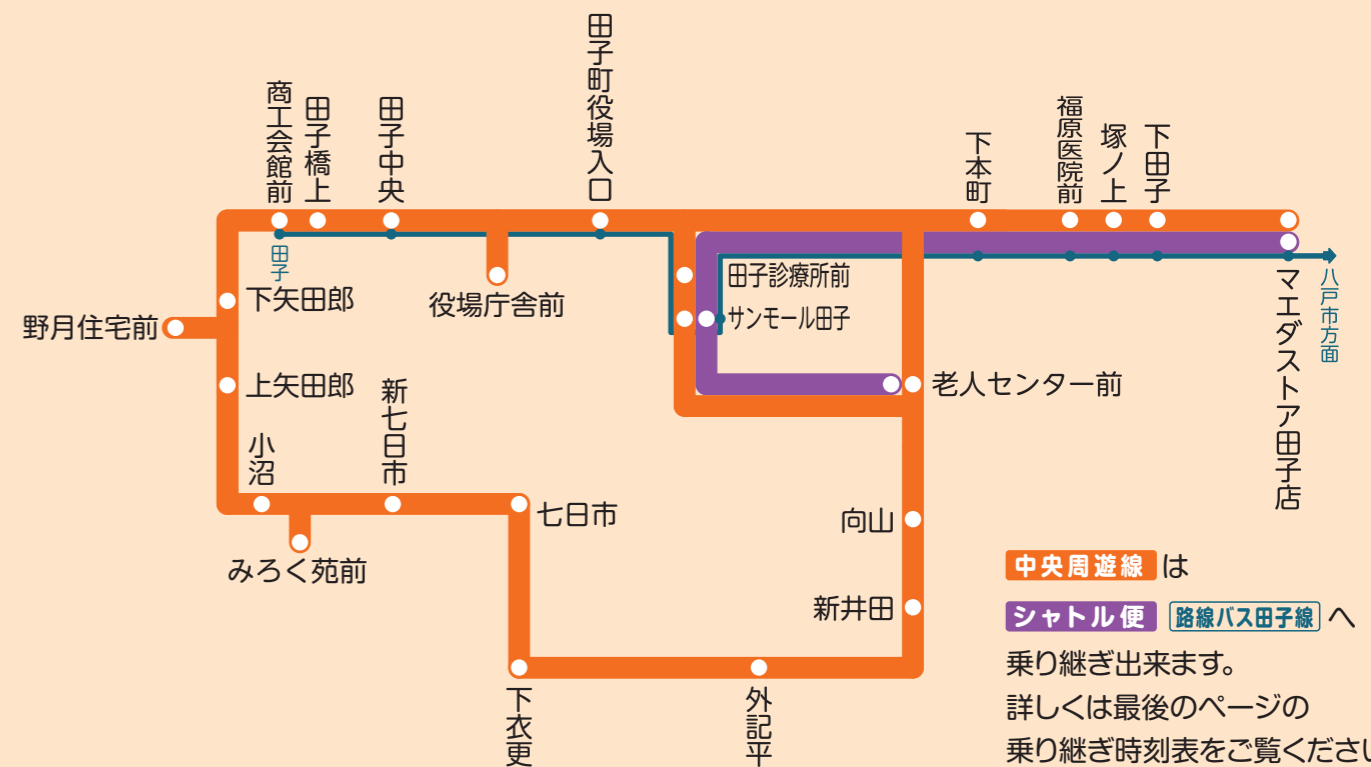 商工会館前
田子橋上
田子中央
田子町役場入口
下本町
福原医院前
塚ノ上
下田子
田子
役場庁舎前
田子診療所前
サンモール田子
マエダストア田子店
八戸市方面
下矢田郎
野月住宅前
上矢田郎
老人センター前
小沼
新七日市
七日市
みろく苑前
向山
新井田
下衣更
外記平
中央周遊線 は
シャトル便 路線バス田子線 へ
乗り継ぎ出来ます。
詳しくは最後のページの
乗り継ぎ時刻表をご覧ください